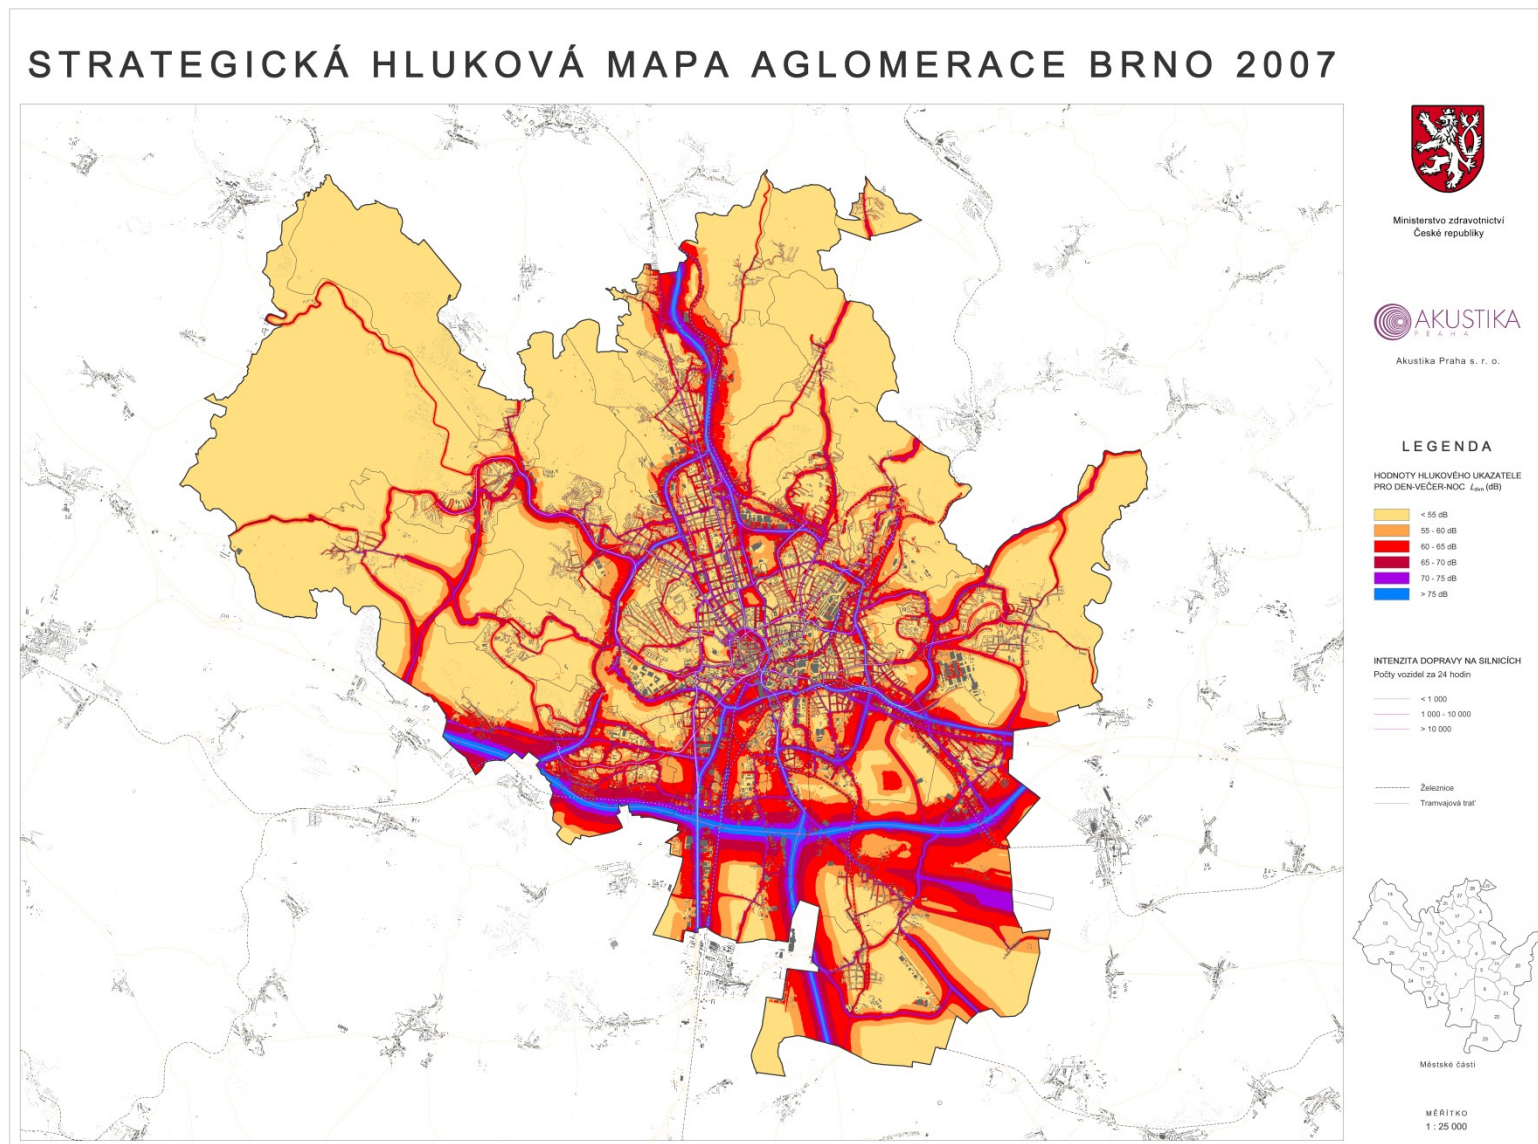 STRATEGICKÁ HLUKOVÁ MAPA AGLOMERACE BRNO 2007
Ministerstvo zdravotnictví
České republiky
AKUSTIKA
PRAHA
Akustika Praha s. r. o.
LEGENDA
HODNOTY HLUKOVÉHO UKAZATELE
PRO DEN-VEČER-NOC Ldvn (dB)
< 55 dB
55 - 60 dB
60 - 65 dB
65 - 70 dB
70 - 75 dB
> 75 dB
INTENZITA DOPRAVY NA SILNICÍCH
Počty vozidel za 24 hodin
< 1 000
1 000 - 10 000
> 10 000
Železnice
Tramvajová trať
Městské části
MĚŘÍTKO
1 : 25 000